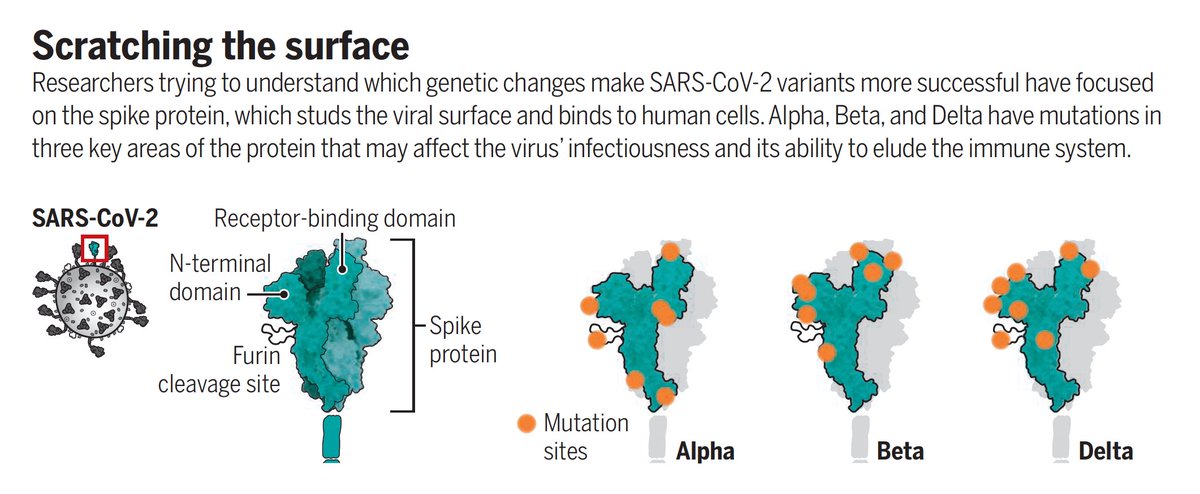 Scratching the surface
Researchers trying to understand which genetic changes make SARS-CoV-2 variants more successful have focused
on the spike protein, which studs the viral surface and binds to human cells. Alpha, Beta, and Delta have mutations in
three key areas of the protein that may affect the virus’ infectiousness and its ability to elude the immune system.
SARS-CoV-2
Receptor-binding domain
N-terminal
domain
Furin
cleavage site
Spike
protein
Mutation
sites
Alpha
Beta
Delta